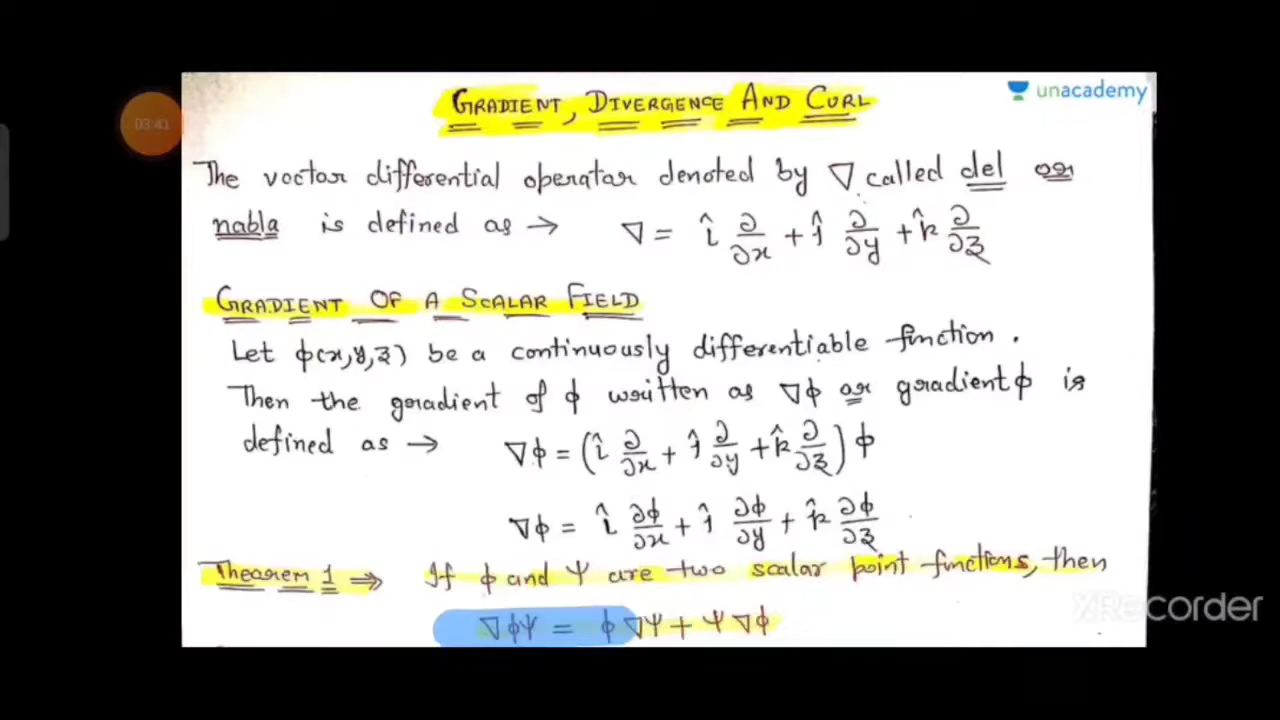 03:41
GRADIENT, DIVERGENCE AND CURL
unacademy
The vector differential operator denoted by ∇ called del or
nabla is defined as → ∇ = î ∂/∂x + ĵ ∂/∂y + k̂ ∂/∂z
GRADIENT OF A SCALAR FIELD
Let ϕ(x,y,z) be a continuously differentiable function.
Then the gradient of ϕ written as ∇ϕ or gradient ϕ is
defined as → ∇ϕ = (î ∂/∂x + ĵ ∂/∂y + k̂ ∂/∂z) ϕ
∇ϕ = î ∂ϕ/∂x + ĵ ∂ϕ/∂y + k̂ ∂ϕ/∂z
Theorem 1 ⇒ If ϕ and Ψ are two scalar point functions, then
XRecorder
∇ϕΨ = ϕ∇Ψ + Ψ∇ϕ